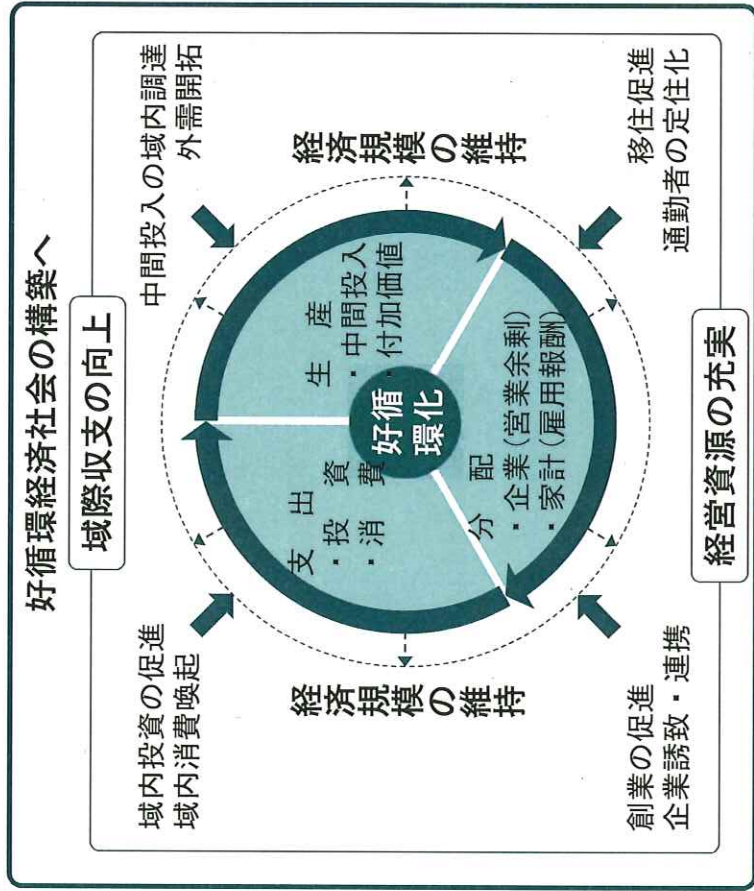 好循環経済社会の構築へ
域際収支の向上
域内投資の促進
域内消費喚起
中間投入の域内調達
外需開拓
経済規模の維持
支出
・投資
・消費
生産
・中間投入
・付加価値
好循
環化
分配
・企業(営業余剰)
・家計(雇用報酬)
経済規模の維持
創業の促進
企業誘致・連携
移住促進
通勤者の定住化
経営資源の充実